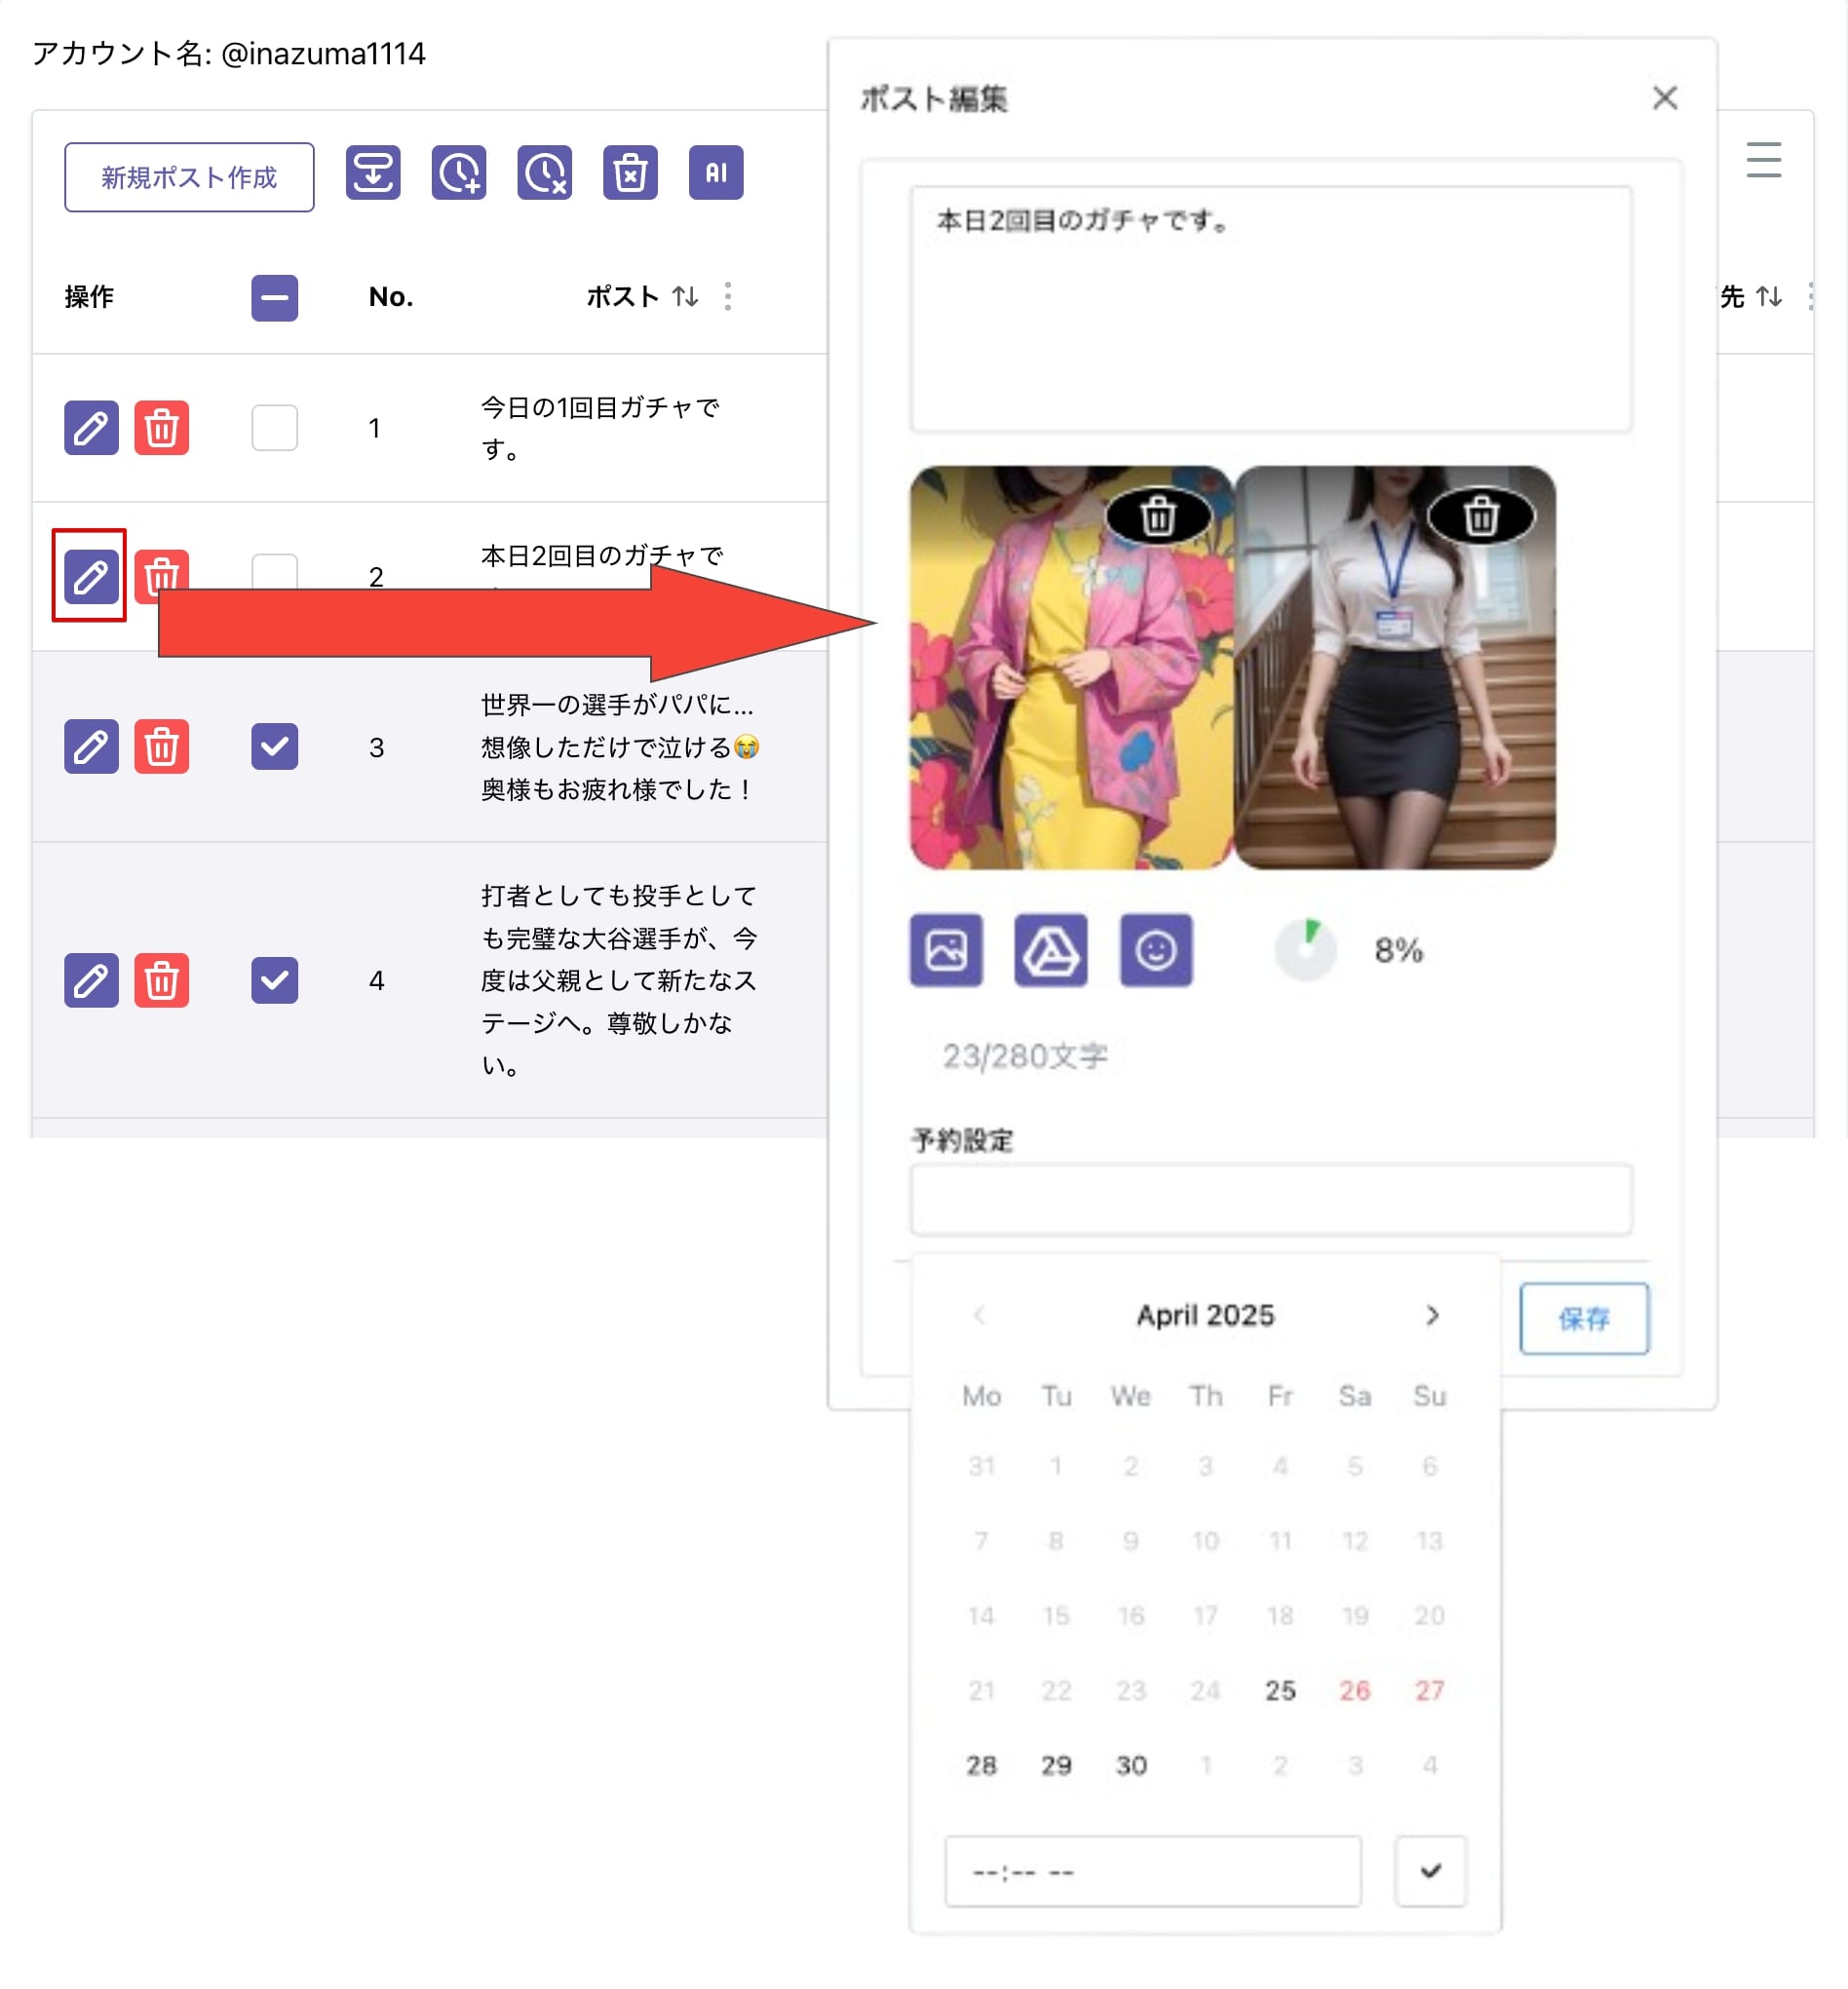 アカウント名: @inazuma1114
新規ポスト作成
AI
操作
No.
ポスト
先
1
今日の1回目ガチャで
す。
2
本日2回目のガチャで
3
世界一の選手がパパに...
想像しただけで泣ける😭
奥様もお疲れ様でした！
4
打者としても投手として
も完璧な大谷選手が、今
度は父親として新たなス
テージへ。尊敬しかな
い。
ポスト編集
本日2回目のガチャです。
8%
23/280文字
予約設定
保存
April 2025
Mo Tu We Th Fr Sa Su
31 1 2 3 4 5 6
7 8 9 10 11 12 13
14 15 16 17 18 19 20
21 22 23 24 25 26 27
28 29 30 1 2 3 4
--:-- --